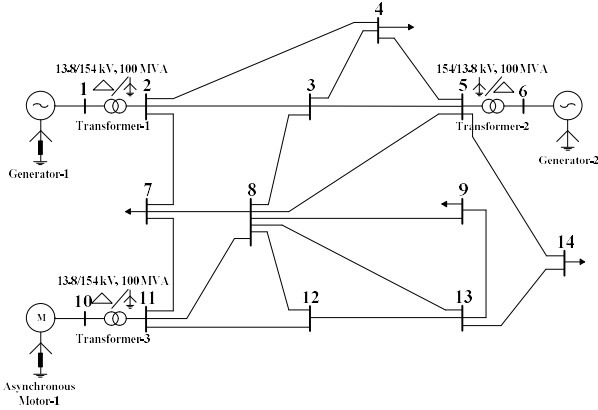 4
13.8/154 kV, 100 MVA
154/13.8 kV, 100 MVA
1
2
3
5
6
~
~
Transformer-1
Transformer-2
Generator-1
Generator-2
7
8
9
14
13.8/154 kV, 100 MVA
10
11
12
13
M
Transformer-3
Asynchronous
Motor-1